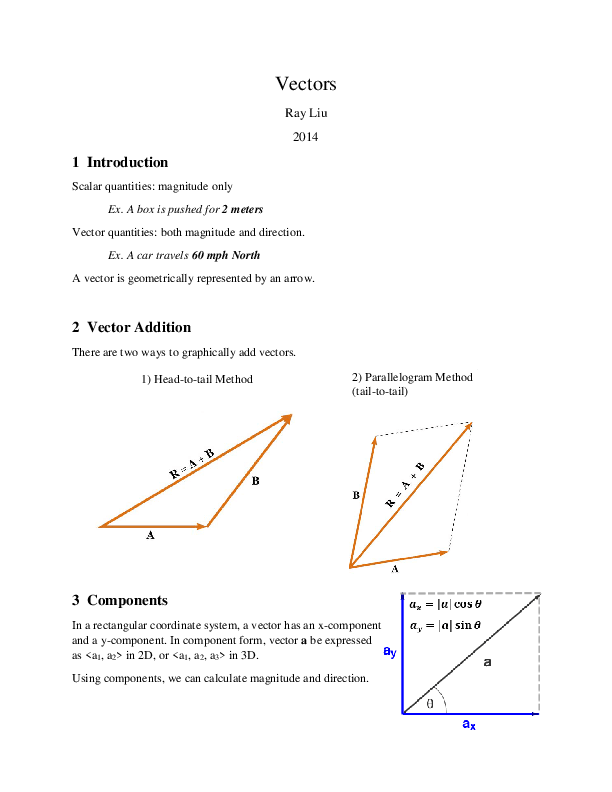 Vectors
Ray Liu
2014
1 Introduction
Scalar quantities: magnitude only
Ex. A box is pushed for 2 meters
Vector quantities: both magnitude and direction.
Ex. A car travels 60 mph North
A vector is geometrically represented by an arrow.
2 Vector Addition
There are two ways to graphically add vectors.
1) Head-to-tail Method
2) Parallelogram Method
(tail-to-tail)
R = A + B
B
A
B
R = A + B
A
3 Components
In a rectangular coordinate system, a vector has an x-component
and a y-component. In component form, vector a be expressed
as <a₁, a₂> in 2D, or <a₁, a₂, a₃> in 3D.
Using components, we can calculate magnitude and direction.
aₓ = |a| cos θ
a_y = |a| sin θ
a_y
a
θ
aₓ